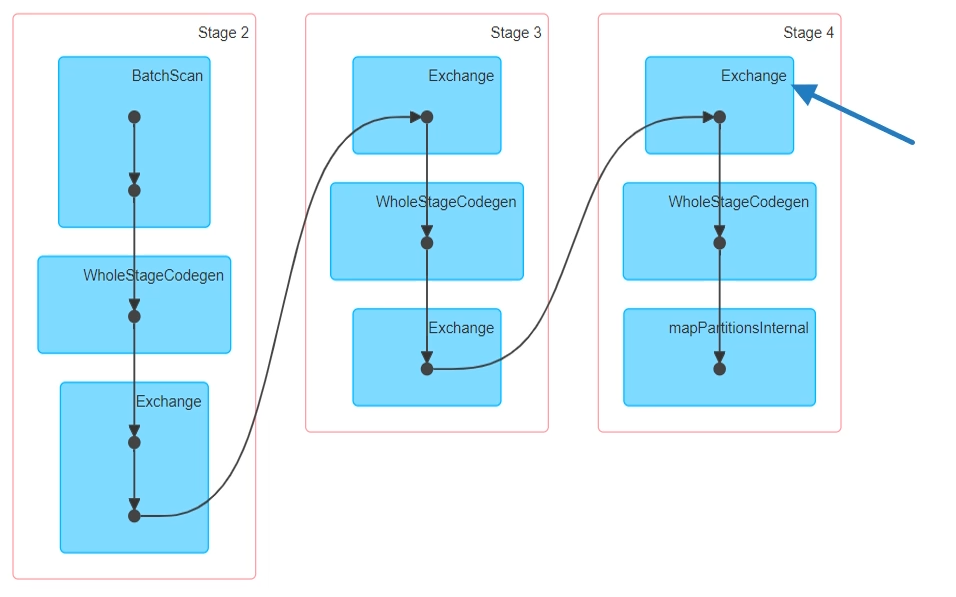 Stage 2
BatchScan
WholeStageCodegen
Exchange
Stage 3
Exchange
WholeStageCodegen
Exchange
Stage 4
Exchange
WholeStageCodegen
mapPartitionsInternal